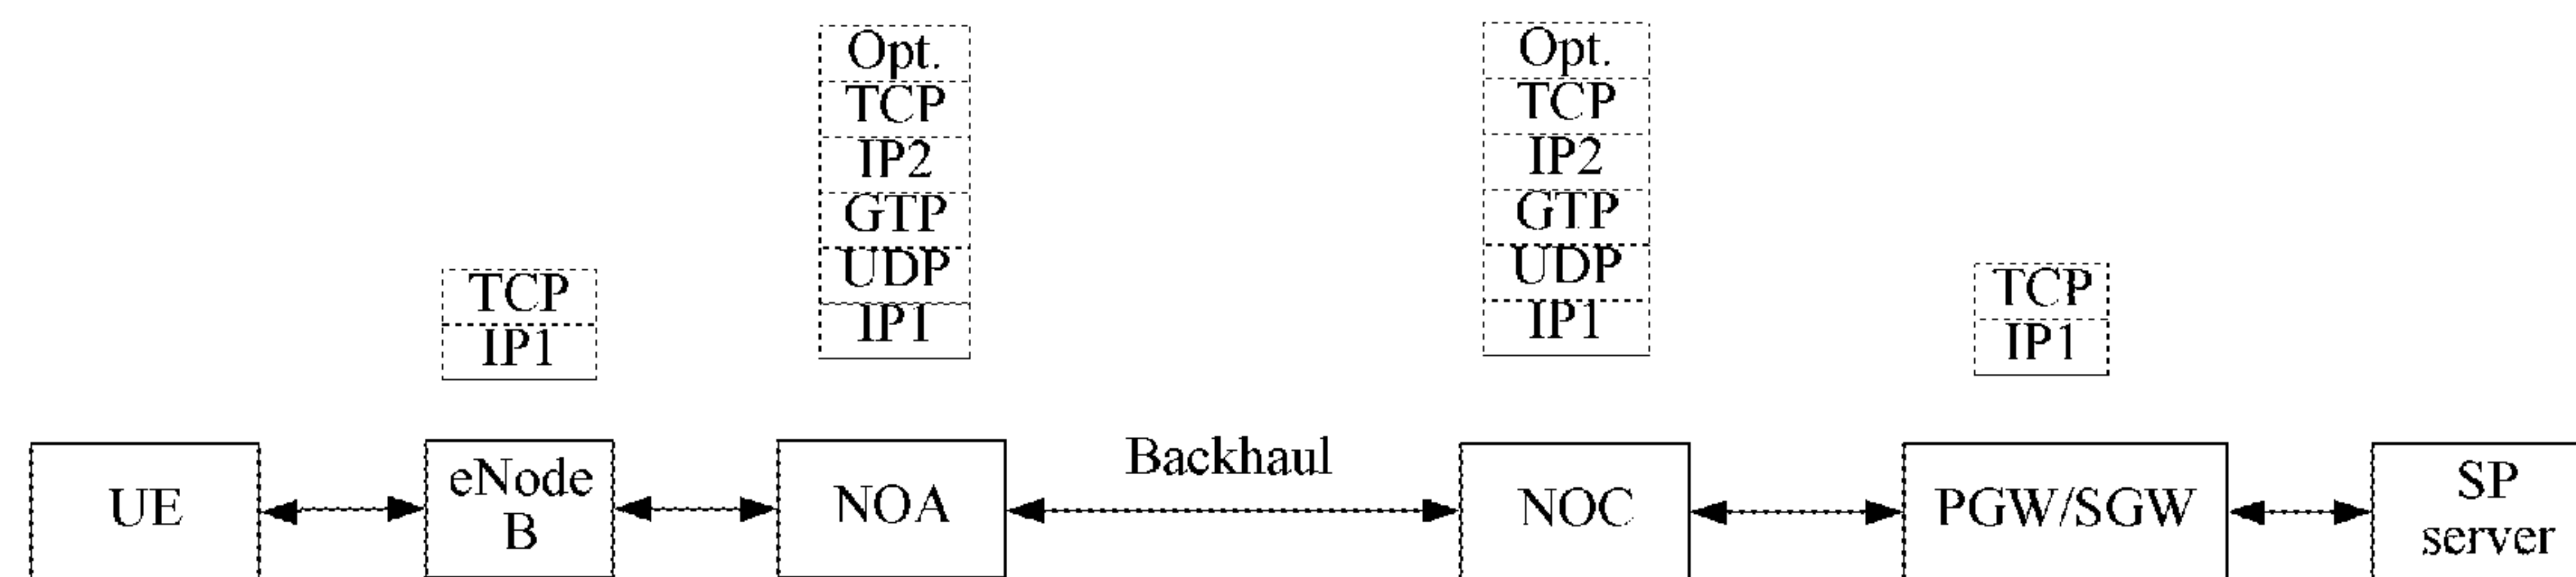 Opt.
TCP
IP2
GTP
UDP
IP1
Opt.
TCP
IP2
GTP
UDP
IP1
TCP
IP1
TCP
IP1
UE
eNode
B
NOA
Backhaul
NOC
PGW/SGW
SP
server